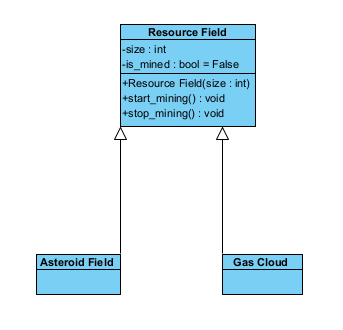 Resource Field
-size : int
-is_mined : bool = False
+Resource Field(size : int)
+start_mining() : void
+stop_mining() : void
Asteroid Field
Gas Cloud